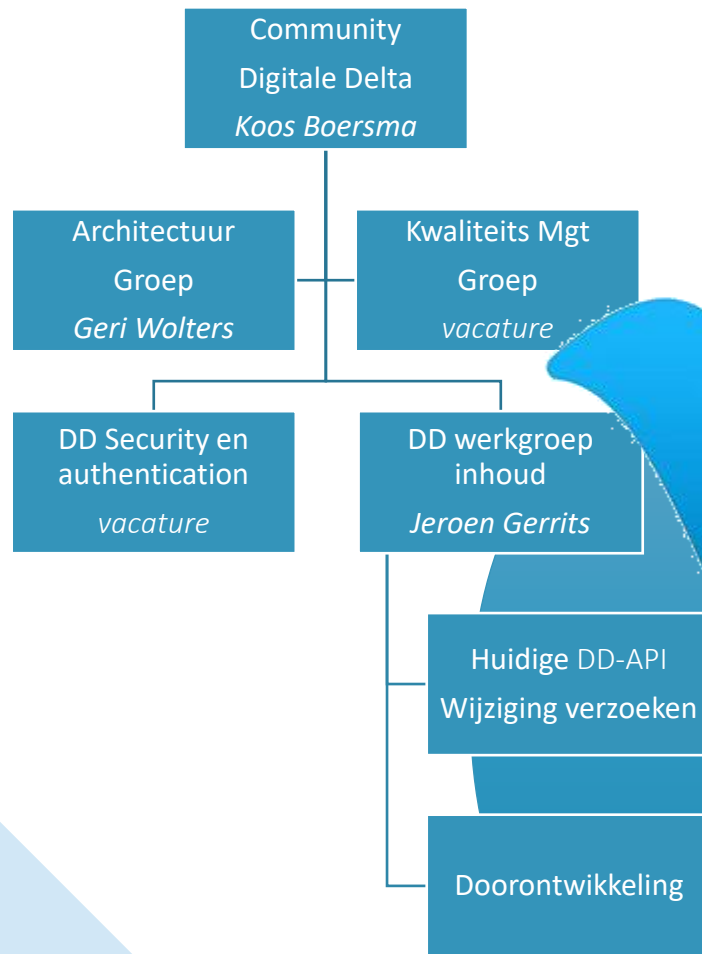 Community
Digitale Delta
Koos Boersma
Architectuur
Groep
Geri Wolters
Kwaliteits Mgt
Groep
vacature
DD Security en
authentication
vacature
DD werkgroep
inhoud
Jeroen Gerrits
Huidige DD-API
Wijziging verzoeken
Doorontwikkeling